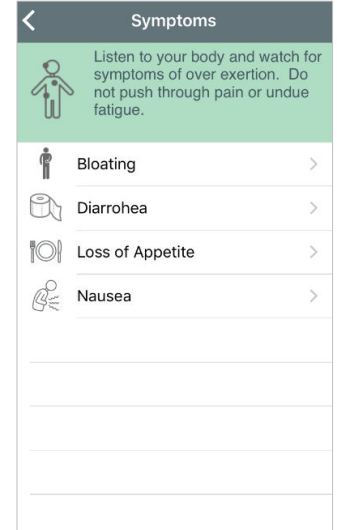 Symptoms
Listen to your body and watch for
symptoms of over exertion. Do
not push through pain or undue
fatigue.
Bloating
Diarrohea
Loss of Appetite
Nausea